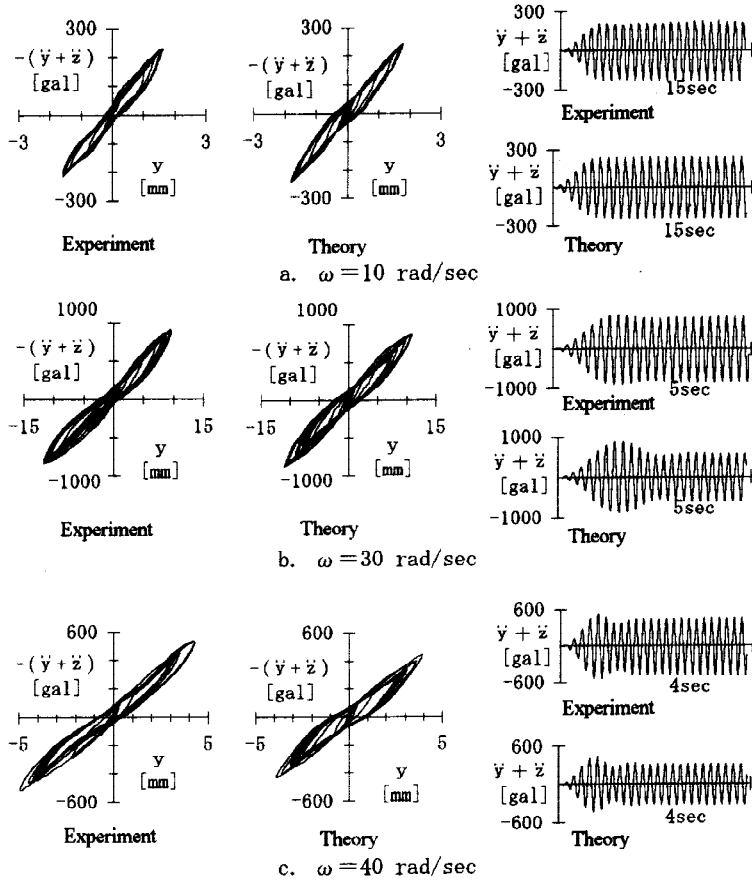 300
-(ÿ + z̈)
[gal]
-3
3
y
[mm]
-300
Experiment
300
-(ÿ + z̈)
[gal]
-3
3
y
[mm]
-300
Theory
300
ÿ + z̈
[gal]
-300
15sec
Experiment
300
ÿ + z̈
[gal]
-300
15sec
Theory
a. ω=10 rad/sec
1000
-(ÿ + z̈)
[gal]
-15
15
y
[mm]
-1000
Experiment
1000
-(ÿ + z̈)
[gal]
-15
15
y
[mm]
-1000
Theory
1000
ÿ + z̈
[gal]
-1000
5sec
Experiment
1000
ÿ + z̈
[gal]
-1000
5sec
Theory
b. ω=30 rad/sec
600
-(ÿ + z̈)
[gal]
-5
5
y
[mm]
-600
Experiment
600
-(ÿ + z̈)
[gal]
-5
5
y
[mm]
-600
Theory
600
ÿ + z̈
[gal]
-600
4sec
Experiment
600
ÿ + z̈
[gal]
-600
4sec
Theory
c. ω=40 rad/sec